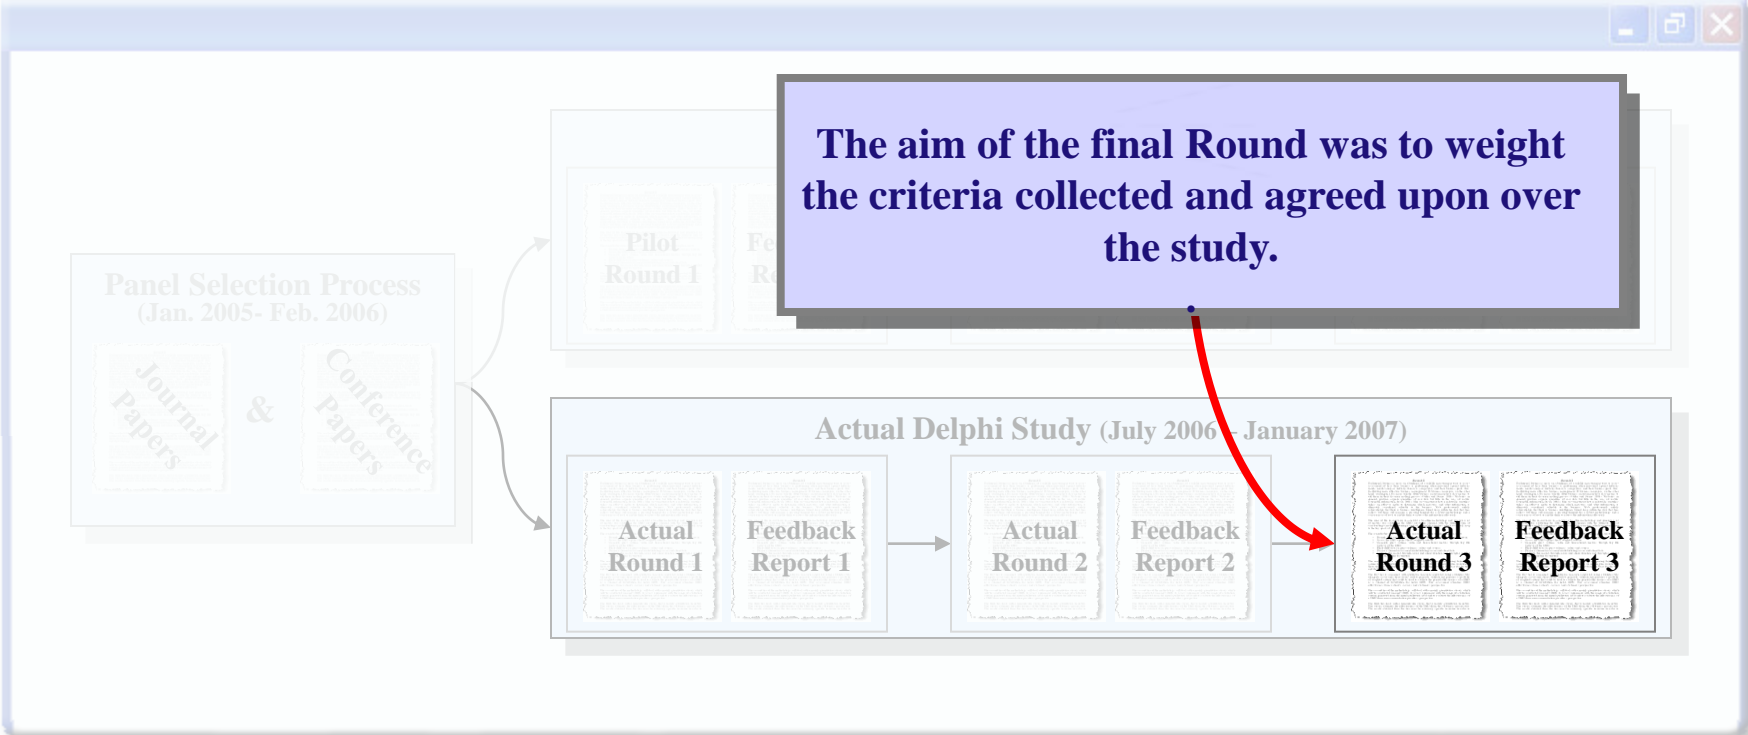 The aim of the final Round was to weight
the criteria collected and agreed upon over
the study.
Pilot
Round 1
Panel Selection Process
(Jan. 2005- Feb. 2006)
Journal
Papers
&
Conference
Papers
Actual Delphi Study (July 2006 - January 2007)
Actual
Round 1
Feedback
Report 1
Actual
Round 2
Feedback
Report 2
Actual
Round 3
Feedback
Report 3